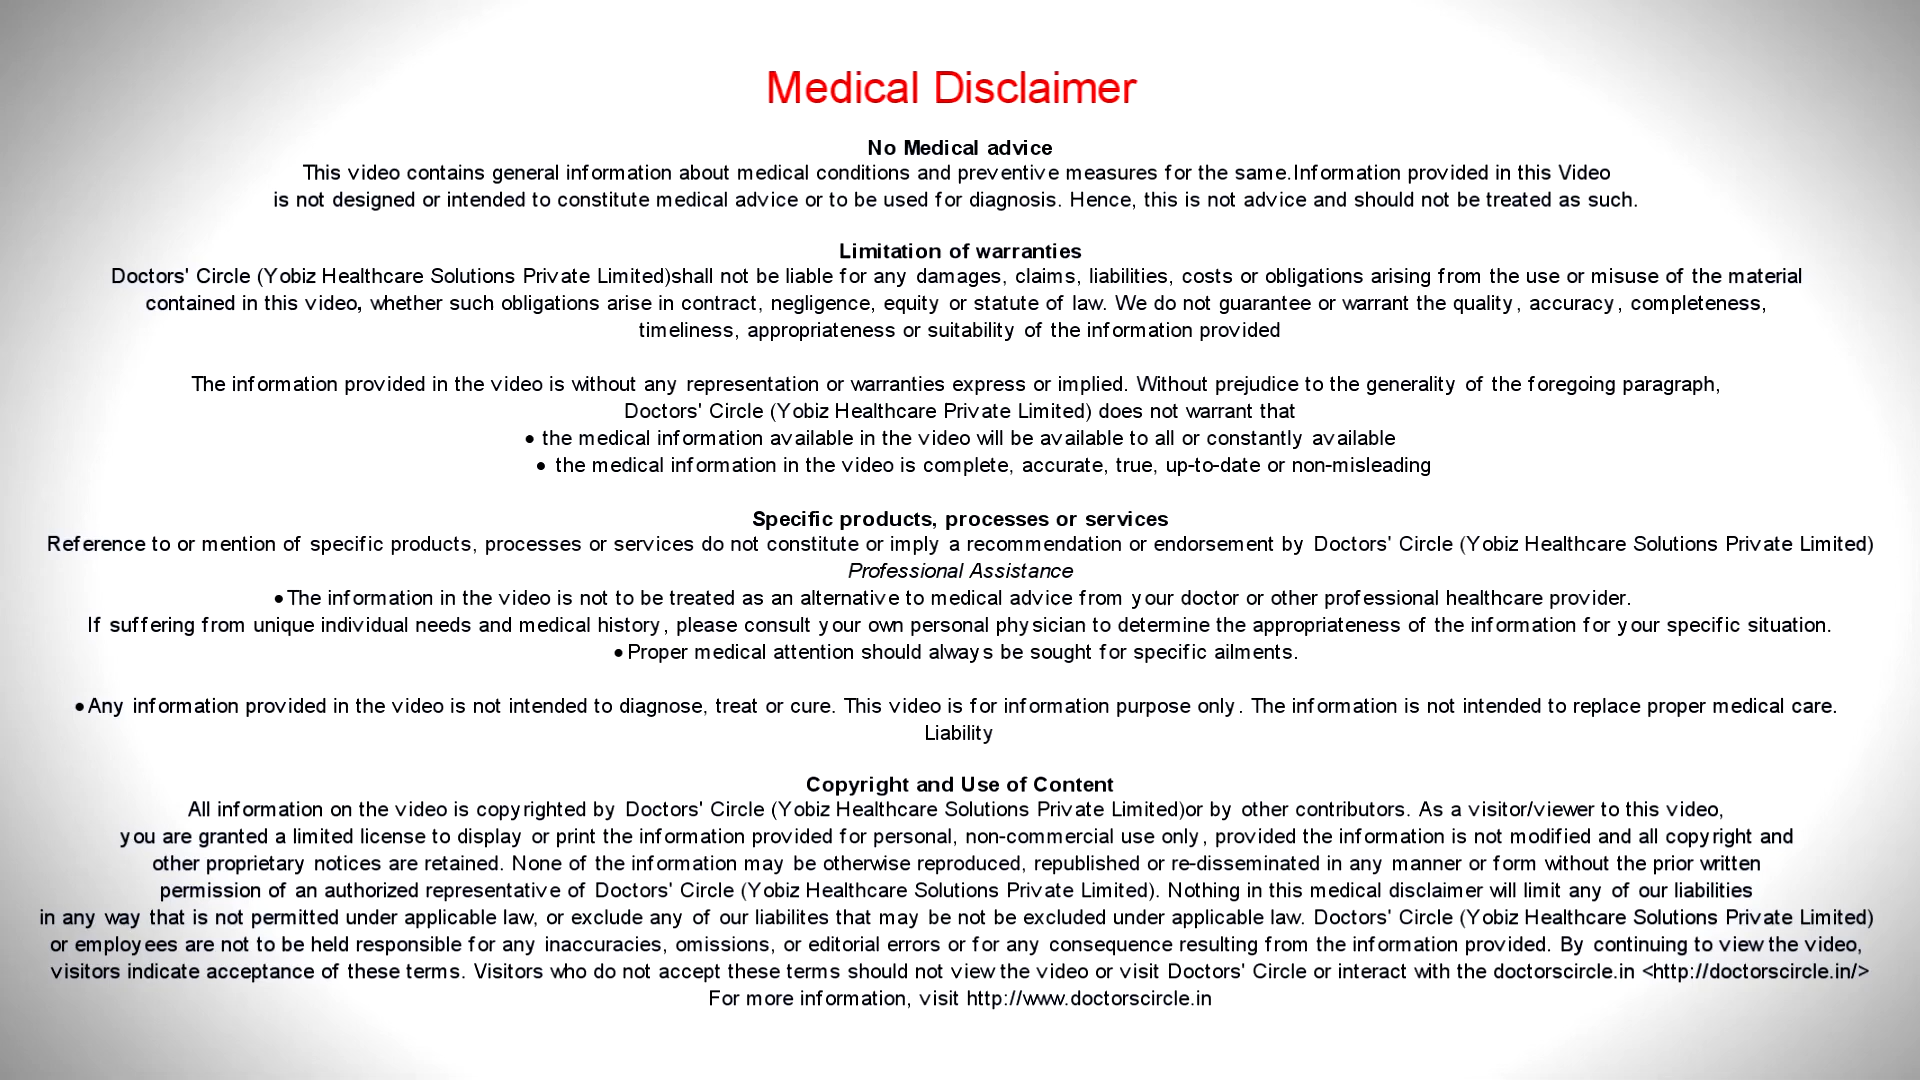 Medical Disclaimer
No Medical advice
This video contains general information about medical conditions and preventive measures for the same.Information provided in this Video
is not designed or intended to constitute medical advice or to be used for diagnosis. Hence, this is not advice and should not be treated as such.
Limitation of warranties
Doctors' Circle (Yobiz Healthcare Solutions Private Limited)shall not be liable for any damages, claims, liabilities, costs or obligations arising from the use or misuse of the material
contained in this video, whether such obligations arise in contract, negligence, equity or statute of law. We do not guarantee or warrant the quality, accuracy, completeness,
timeliness, appropriateness or suitability of the information provided
The information provided in the video is without any representation or warranties express or implied. Without prejudice to the generality of the foregoing paragraph,
Doctors' Circle (Yobiz Healthcare Private Limited) does not warrant that
• the medical information available in the video will be available to all or constantly available
• the medical information in the video is complete, accurate, true, up-to-date or non-misleading
Specific products, processes or services
Reference to or mention of specific products, processes or services do not constitute or imply a recommendation or endorsement by Doctors' Circle (Yobiz Healthcare Solutions Private Limited)
Professional Assistance
•The information in the video is not to be treated as an alternative to medical advice from your doctor or other professional healthcare provider.
If suffering from unique individual needs and medical history, please consult your own personal physician to determine the appropriateness of the information for your specific situation.
•Proper medical attention should always be sought for specific ailments.
•Any information provided in the video is not intended to diagnose, treat or cure. This video is for information purpose only. The information is not intended to replace proper medical care.
Liability
Copyright and Use of Content
All information on the video is copyrighted by Doctors' Circle (Yobiz Healthcare Solutions Private Limited)or by other contributors. As a visitor/viewer to this video,
you are granted a limited license to display or print the information provided for personal, non-commercial use only, provided the information is not modified and all copyright and
other proprietary notices are retained. None of the information may be otherwise reproduced, republished or re-disseminated in any manner or form without the prior written
permission of an authorized representative of Doctors' Circle (Yobiz Healthcare Solutions Private Limited). Nothing in this medical disclaimer will limit any of our liabilities
in any way that is not permitted under applicable law, or exclude any of our liabilites that may be not be excluded under applicable law. Doctors' Circle (Yobiz Healthcare Solutions Private Limited)
or employees are not to be held responsible for any inaccuracies, omissions, or editorial errors or for any consequence resulting from the information provided. By continuing to view the video,
visitors indicate acceptance of these terms. Visitors who do not accept these terms should not view the video or visit Doctors' Circle or interact with the doctorscircle.in <http://doctorscircle.in/>
For more information, visit http://www.doctorscircle.in